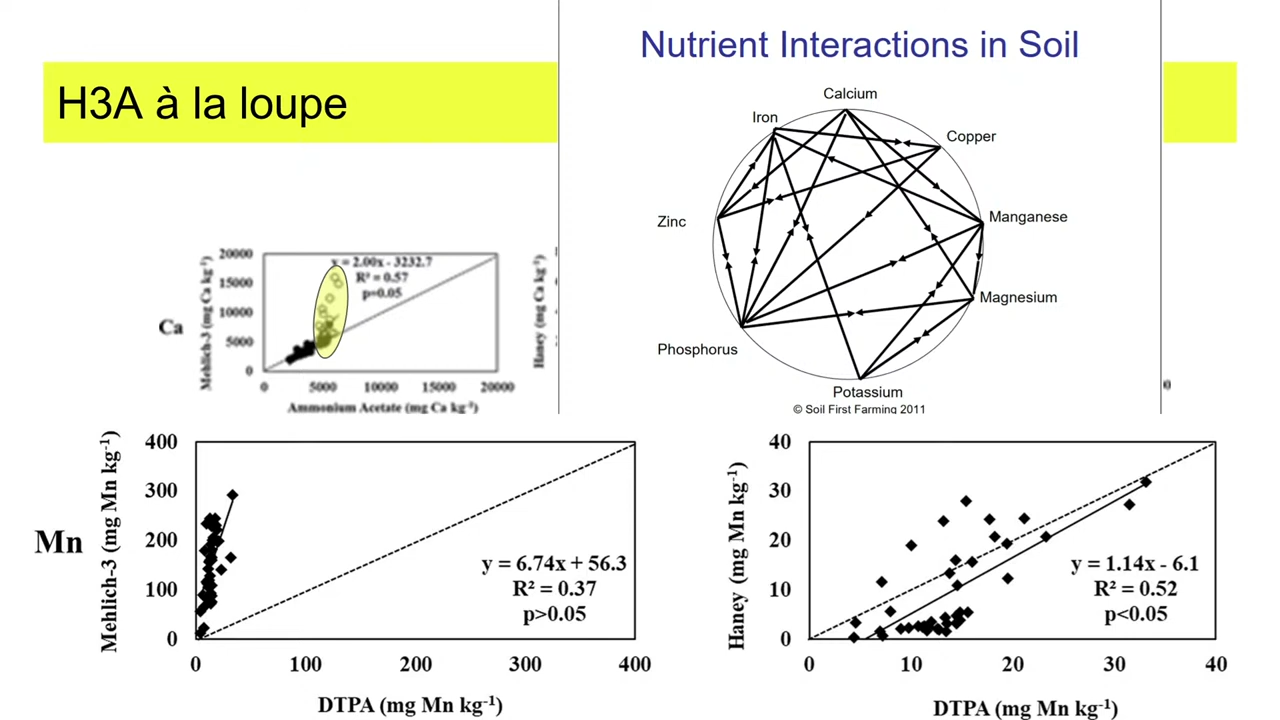 Nutrient Interactions in Soil
H3A à la loupe
Calcium
Iron
Copper
Zinc
Manganese
Magnesium
Phosphorus
Potassium
© Soil First Farming 2011
Ca
Mehlich-3 (mg Ca kg⁻¹)
20000
15000
10000
5000
0
y = 2.00x - 3232.7
R² = 0.57
p=0.05
0 5000 10000 15000 20000
Ammonium Acetate (mg Ca kg⁻¹)
Haney (mg Ca kg⁻¹)
Mn
Mehlich-3 (mg Mn kg⁻¹)
400
300
200
100
0
y = 6.74x + 56.3
R² = 0.37
p>0.05
0 100 200 300 400
DTPA (mg Mn kg⁻¹)
Haney (mg Mn kg⁻¹)
40
30
20
10
0
y = 1.14x - 6.1
R² = 0.52
p<0.05
0 10 20 30 40
DTPA (mg Mn kg⁻¹)